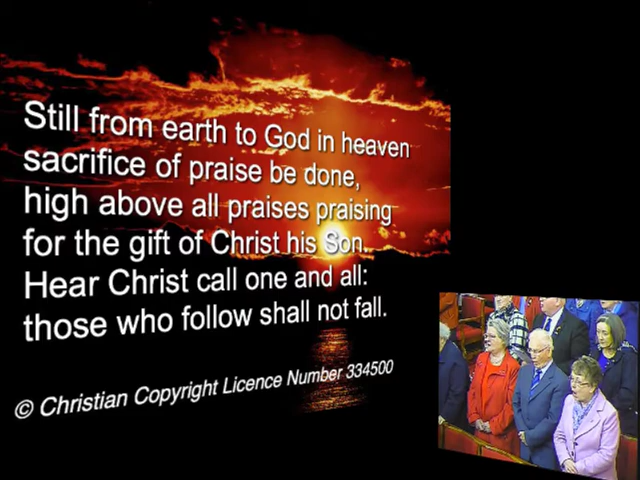 Still from earth to God in heaven
sacrifice of praise be done,
high above all praises praising
for the gift of Christ his Son.
Hear Christ call one and all:
those who follow shall not fall.
© Christian Copyright Licence Number 334500